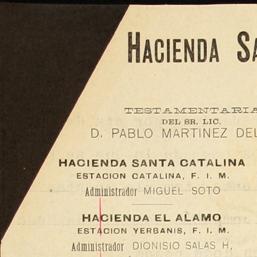 HACIENDA SA
TESTAMENTARIA
DEL SR. LIC.
D. PABLO MARTINEZ DEL
HACIENDA SANTA CATALINA
ESTACION CATALINA, F. I. M.
Administrador MIGUEL SOTO
HACIENDA EL ALAMO
ESTACION YERBANIS, F. I. M.
Administrador DIONISIO SALAS H,